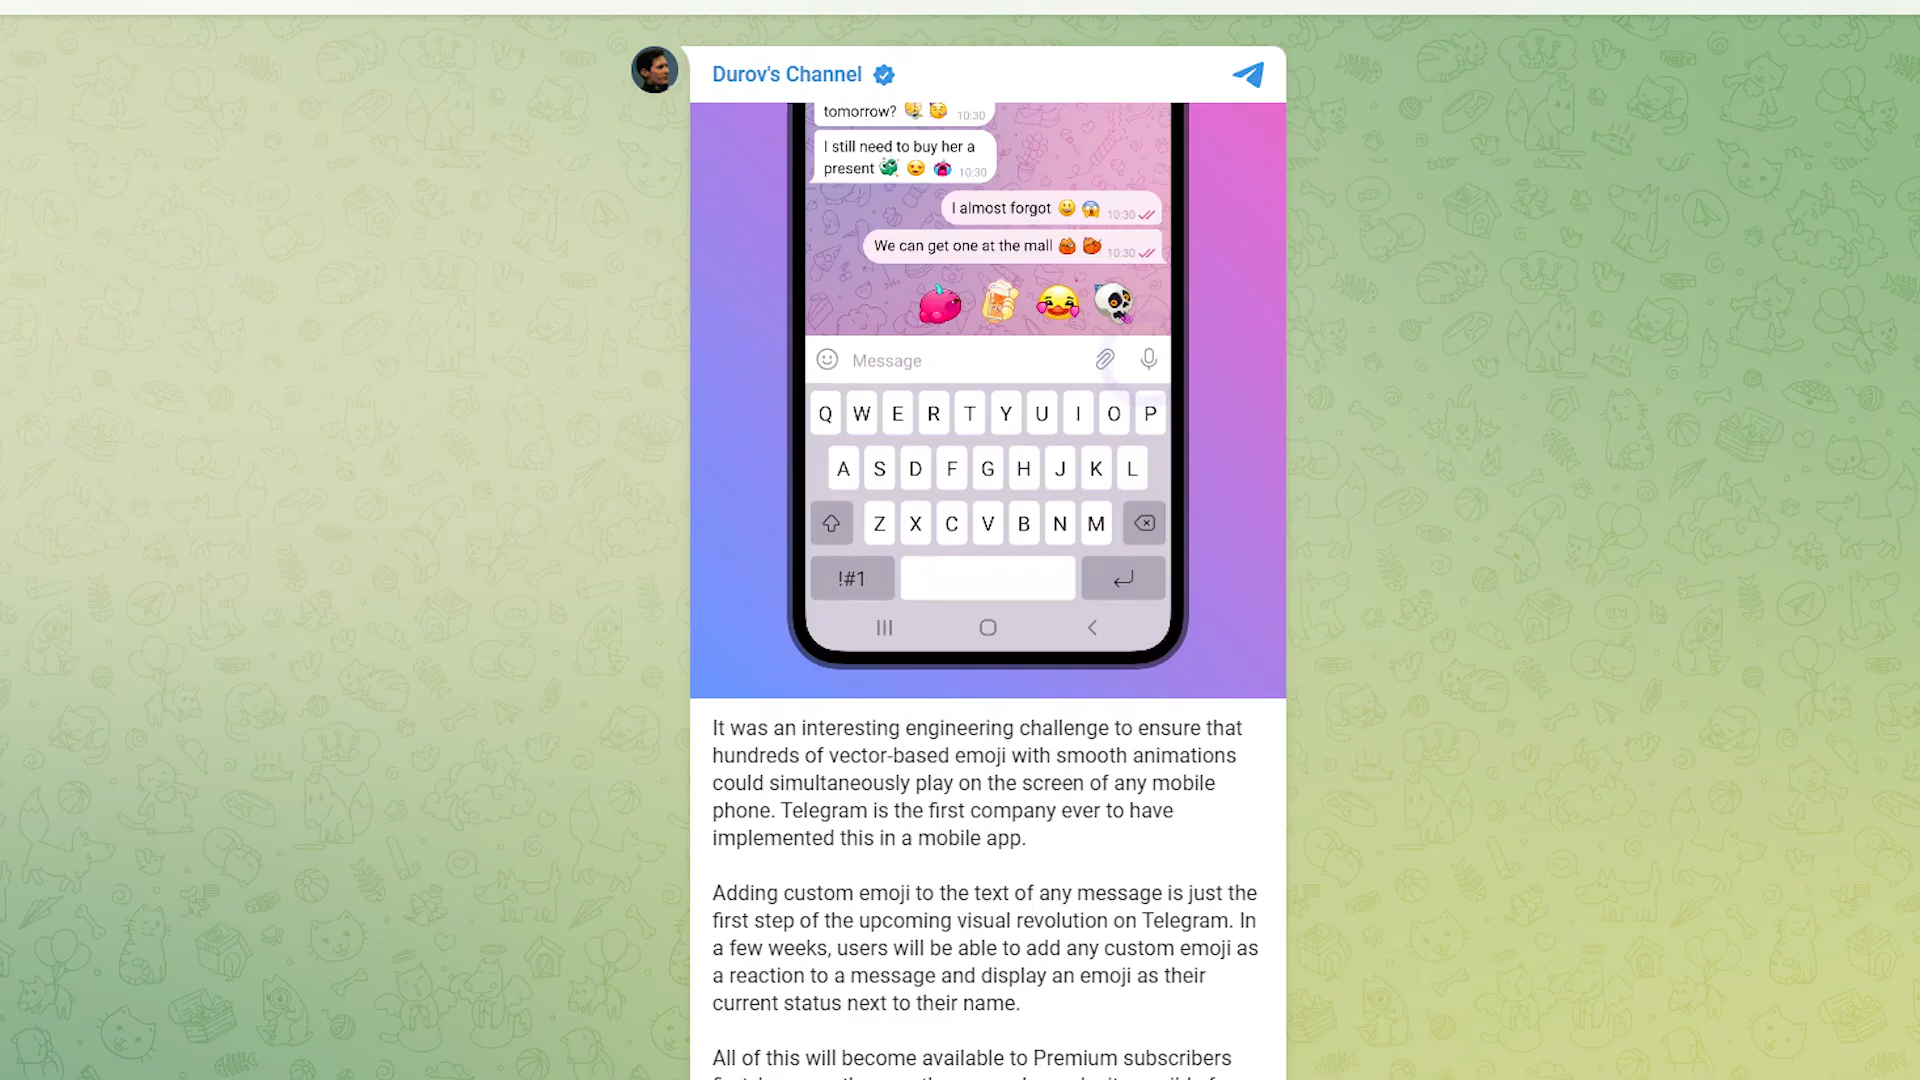 Durov's Channel
tomorrow? 10:30
I still need to buy her a
present 10:30
I almost forgot 10:30
We can get one at the mall 10:30
Message
Q W E R T Y U I O P
A S D F G H J K L
Z X C V B N M
!#1
It was an interesting engineering challenge to ensure that
hundreds of vector-based emoji with smooth animations
could simultaneously play on the screen of any mobile
phone. Telegram is the first company ever to have
implemented this in a mobile app.
Adding custom emoji to the text of any message is just the
first step of the upcoming visual revolution on Telegram. In
a few weeks, users will be able to add any custom emoji as
a reaction to a message and display an emoji as their
current status next to their name.
All of this will become available to Premium subscribers